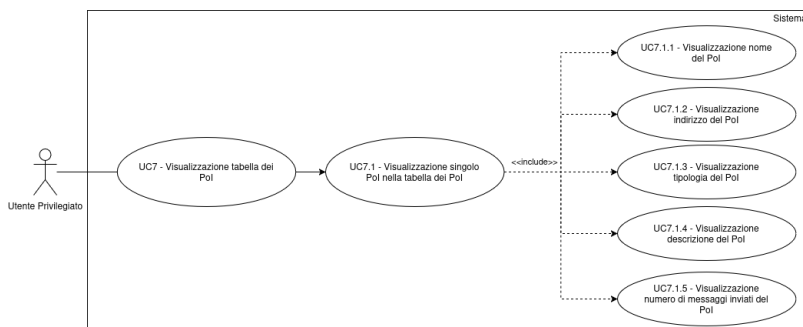 Sistema
UC7.1.1 - Visualizzazione nome
del PoI
UC7.1.2 - Visualizzazione
indirizzo del PoI
UC7 - Visualizzazione tabella dei
PoI
UC7.1 - Visualizzazione singolo
PoI nella tabella dei PoI
<<include>>
UC7.1.3 - Visualizzazione
tipologia del PoI
Utente Privilegiato
UC7.1.4 - Visualizzazione
descrizione del PoI
UC7.1.5 - Visualizzazione
numero di messaggi inviati del
PoI